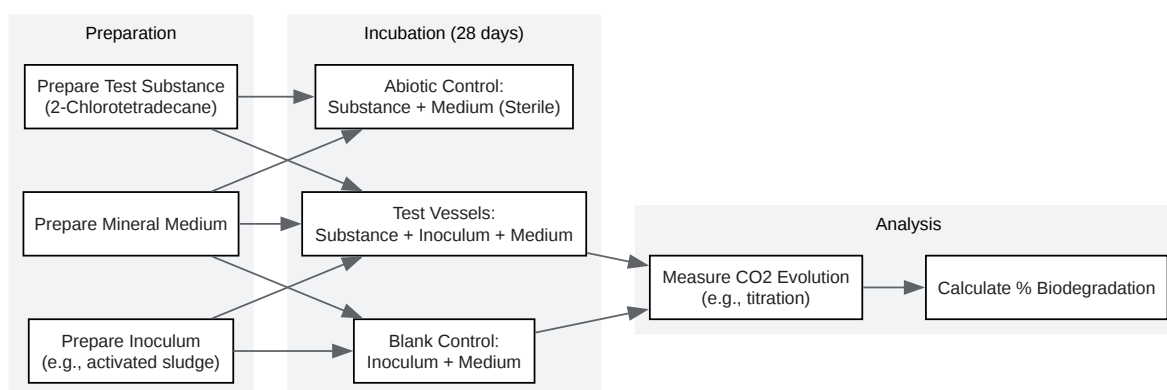 Preparation
Prepare Test Substance
(2-Chlorotetradecane)
Prepare Mineral Medium
Prepare Inoculum
(e.g., activated sludge)
Incubation (28 days)
Abiotic Control:
Substance + Medium (Sterile)
Test Vessels:
Substance + Inoculum + Medium
Blank Control:
Inoculum + Medium
Analysis
Measure CO2 Evolution
(e.g., titration)
Calculate % Biodegradation